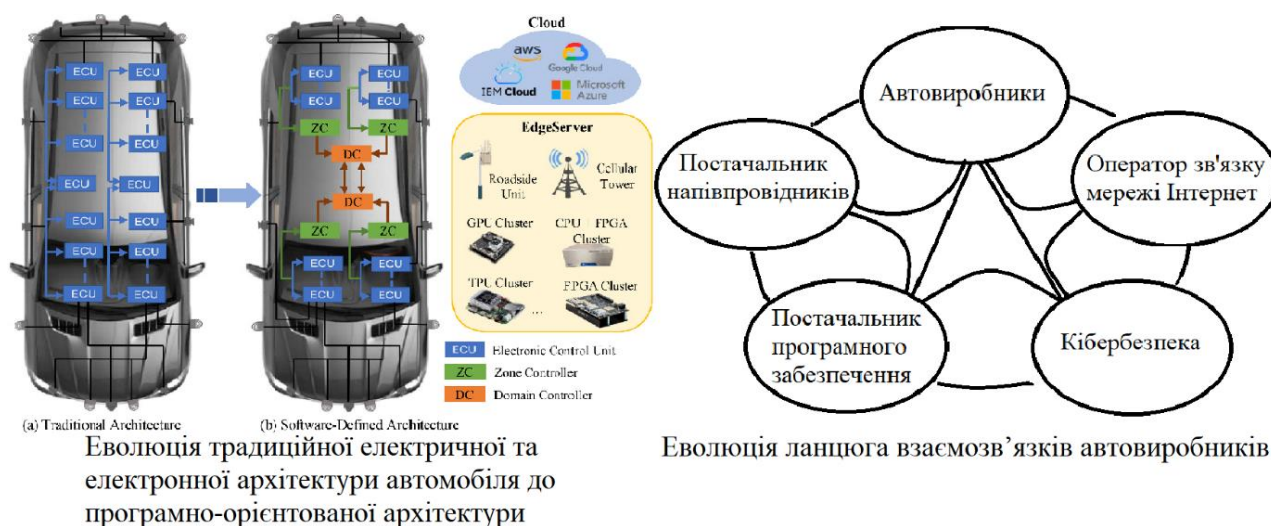 ECU ECU
ECU ECU
ECU ECU
ECU ECU
ECU ECU
ECU ECU
ECU ECU
(a) Traditional Architecture
ECU ECU
ECU ECU
ZC ZC
DC
DC
ZC ZC
ECU ECU
ECU ECU
(b) Software-Defined Architecture
Cloud
aws
Google Cloud
IEM Cloud
Microsoft
Azure
EdgeServer
Roadside
Unit
Cellular
Tower
GPU Cluster
CPU — FPGA
Cluster
TPU Cluster
...
FPGA Cluster
ECU Electronic Control Unit
ZC Zone Controller
DC Domain Controller
Еволюція традиційної електричної та
електронної архітектури автомобіля до
програмно-орієнтованої архітектури
Автовиробники
Постачальник
напівпровідників
Оператор зв'язку
мережі Інтернет
Постачальник
програмного
забезпечення
Кібербезпека
Еволюція ланцюга взаємозв’язків автовиробників